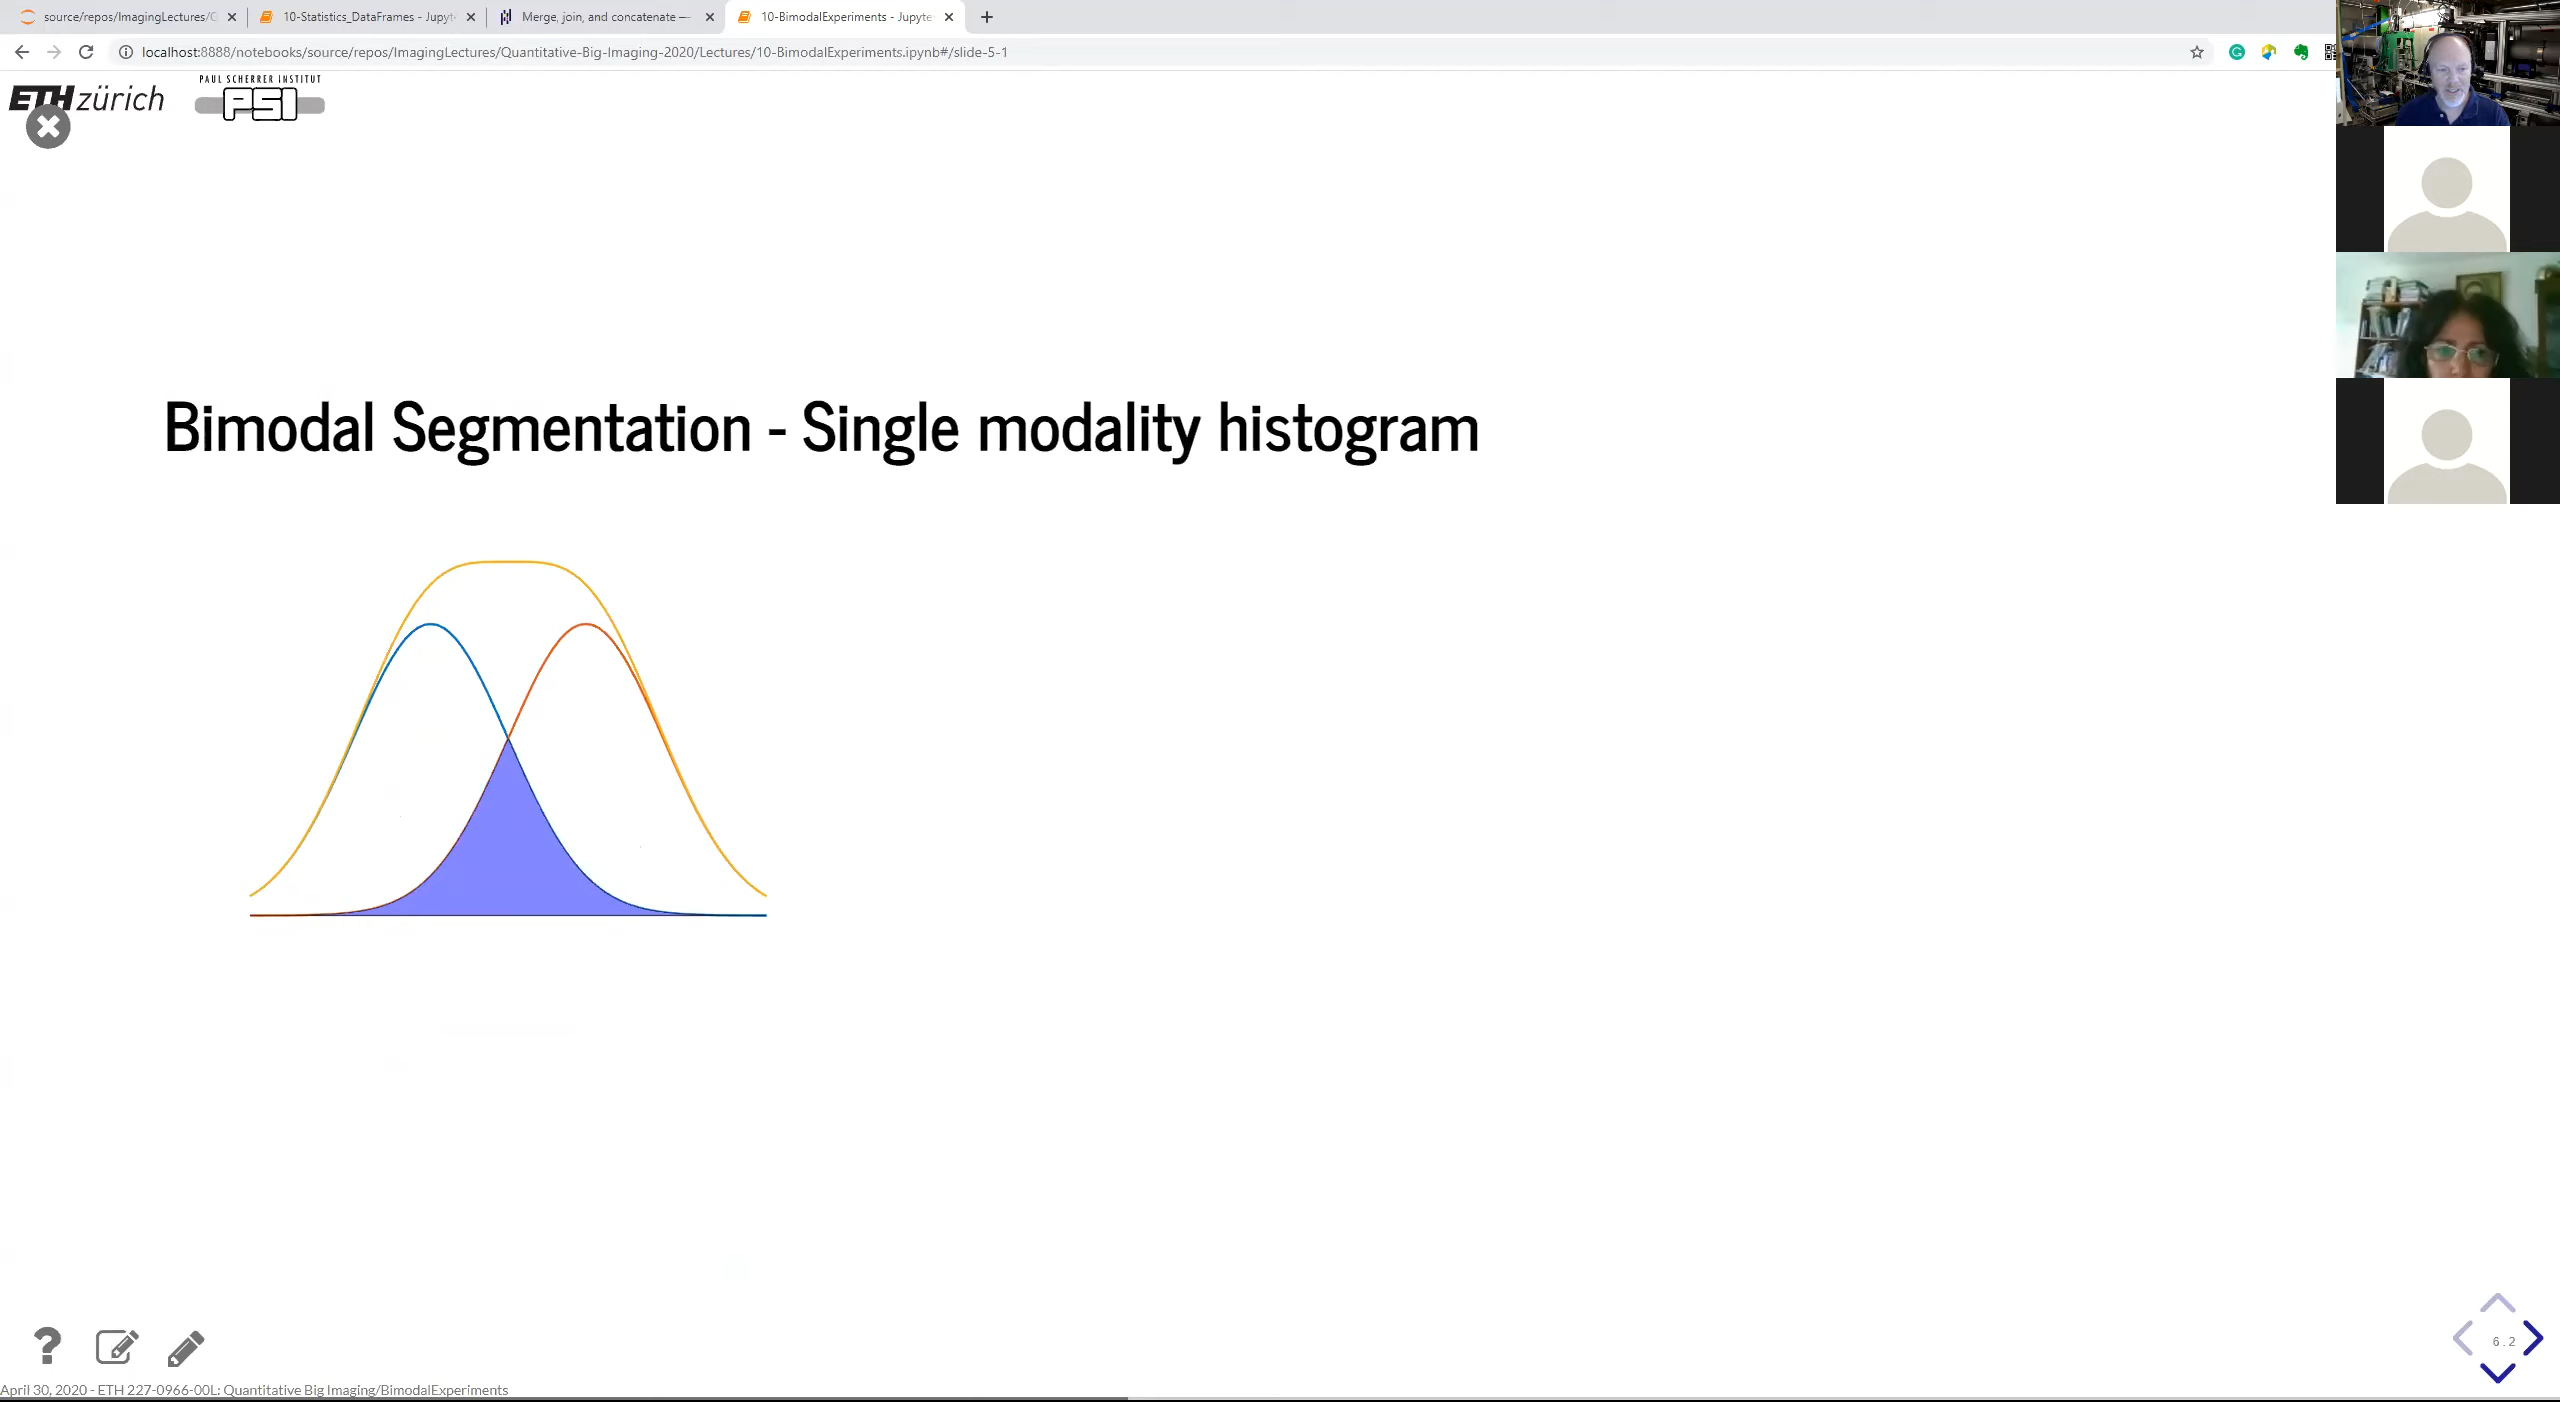 source/repos/ImagingLectures/Q
10-Statistics_DataFrames - Jupyt
Merge, join, and concatenate —
10-BimodalExperiments - Jupyte
localhost:8888/notebooks/source/repos/ImagingLectures/Quantitative-Big-Imaging-2020/Lectures/10-BimodalExperiments.ipynb#/slide-5-1
ETH zürich
PAUL SCHERRER INSTITUT
PSI
Bimodal Segmentation - Single modality histogram
6.2
April 30, 2020 - ETH 227-0966-00L: Quantitative Big Imaging/BimodalExperiments